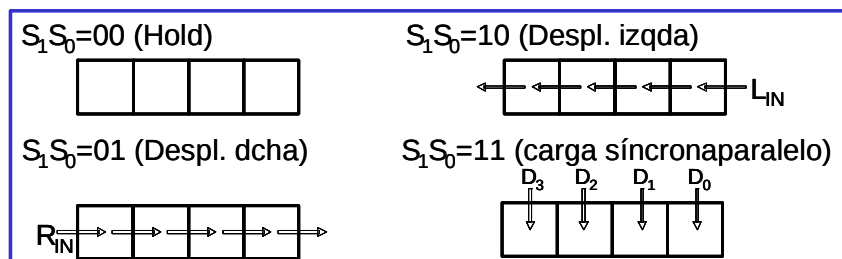 S1S0=00 (Hold)
S1S0=10 (Despl. izqda)
LIN
S1S0=01 (Despl. dcha)
S1S0=11 (carga síncronaparalelo)
D3 D2 D1 D0
RIN